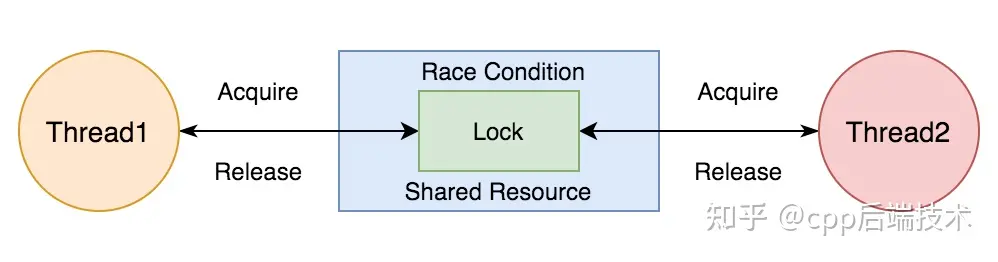 Thread1
Acquire
Release
Race Condition
Lock
Shared Resource
Acquire
Release
Thread2
知乎 @cpp后端技术